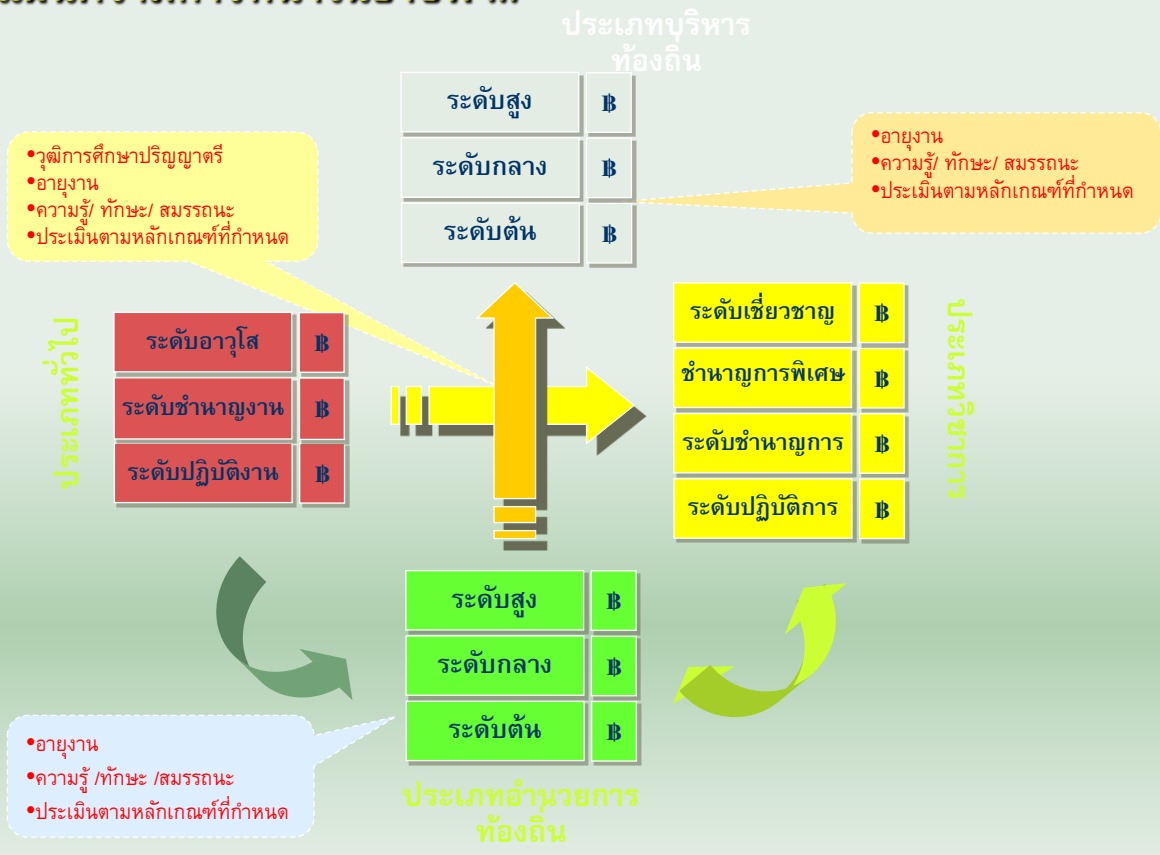 ประเภทบริหาร
ท้องถิ่น
ระดับสูง ฿
ระดับกลาง ฿
ระดับต้น ฿
•วุฒิการศึกษาปริญญาตรี
•อายุงาน
•ความรู้/ ทักษะ/ สมรรถนะ
•ประเมินตามหลักเกณฑ์ที่กำหนด
•อายุงาน
•ความรู้/ ทักษะ/ สมรรถนะ
•ประเมินตามหลักเกณฑ์ที่กำหนด
ประเภททั่วไป
ระดับอาวุโส ฿
ระดับชำนาญงาน ฿
ระดับปฏิบัติงาน ฿
ระดับเชี่ยวชาญ ฿
ชำนาญการพิเศษ ฿
ระดับชำนาญการ ฿
ระดับปฏิบัติการ ฿
ประเภทวิชาการ
ระดับสูง ฿
ระดับกลาง ฿
ระดับต้น ฿
•อายุงาน
•ความรู้ /ทักษะ /สมรรถนะ
•ประเมินตามหลักเกณฑ์ที่กำหนด
ประเภทอำนวยการ
ท้องถิ่น